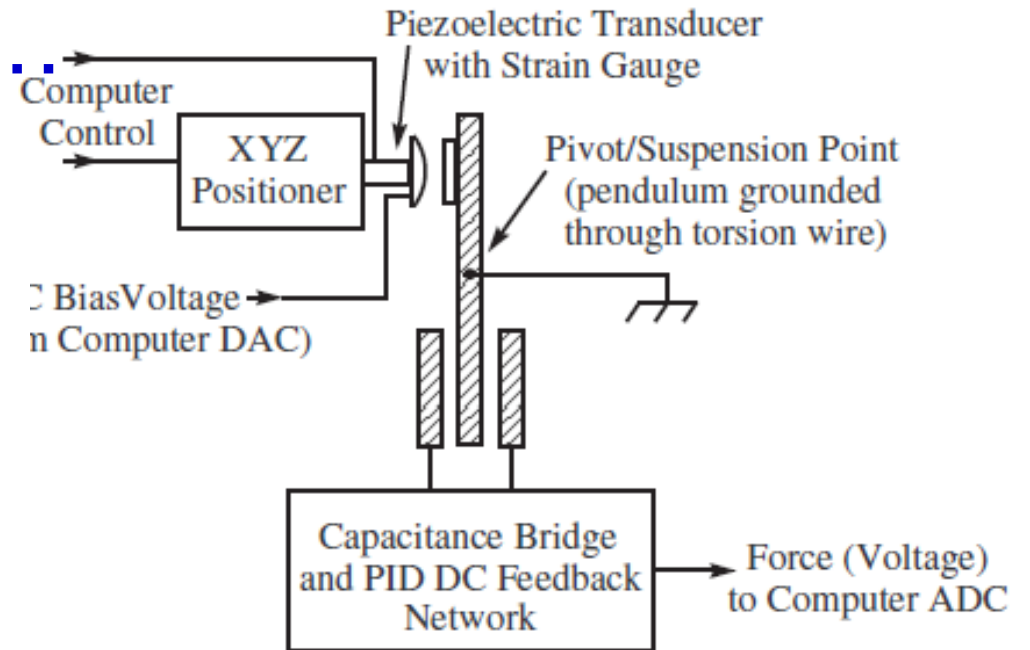 Piezoelectric Transducer
with Strain Gauge
Computer
Control
XYZ
Positioner
Pivot/Suspension Point
(pendulum grounded
through torsion wire)
C BiasVoltage
m Computer DAC)
Capacitance Bridge
and PID DC Feedback
Network
Force (Voltage)
to Computer ADC